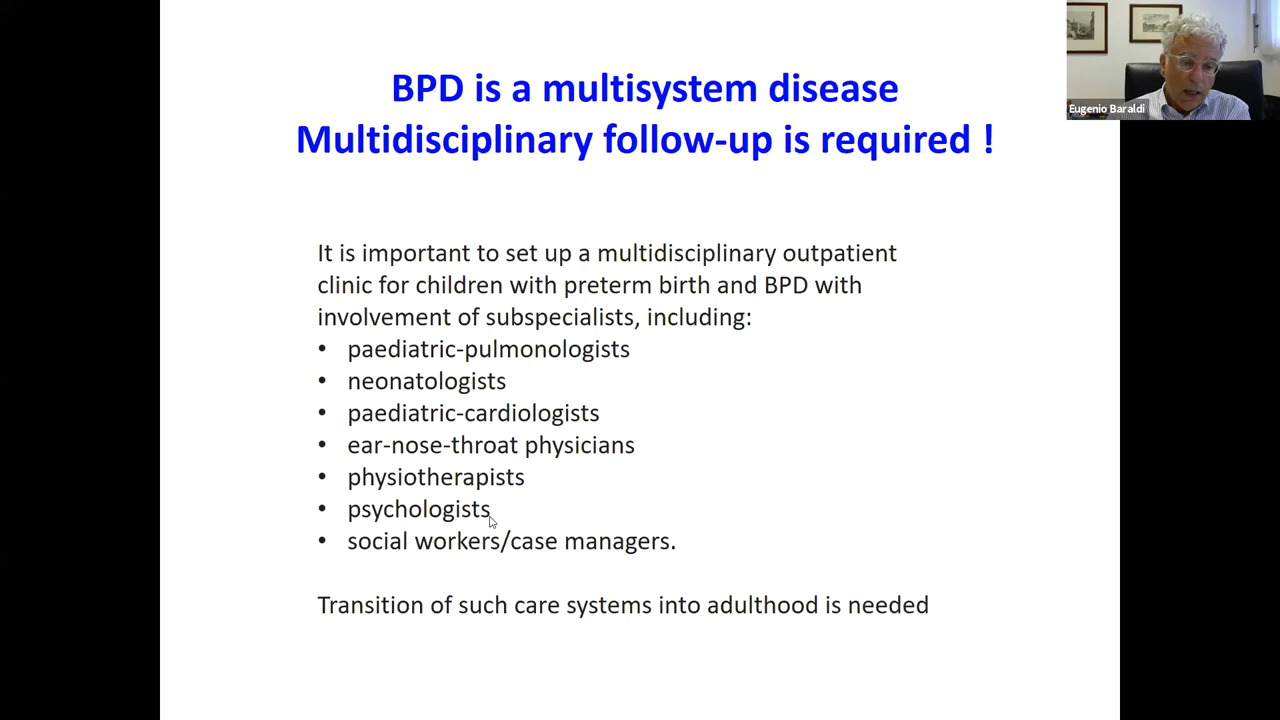 BPD is a multisystem disease
Multidisciplinary follow-up is required !
Eugenio Baraldi
It is important to set up a multidisciplinary outpatient
clinic for children with preterm birth and BPD with
involvement of subspecialists, including:
• paediatric-pulmonologists
• neonatologists
• paediatric-cardiologists
• ear-nose-throat physicians
• physiotherapists
• psychologists
• social workers/case managers.
Transition of such care systems into adulthood is needed